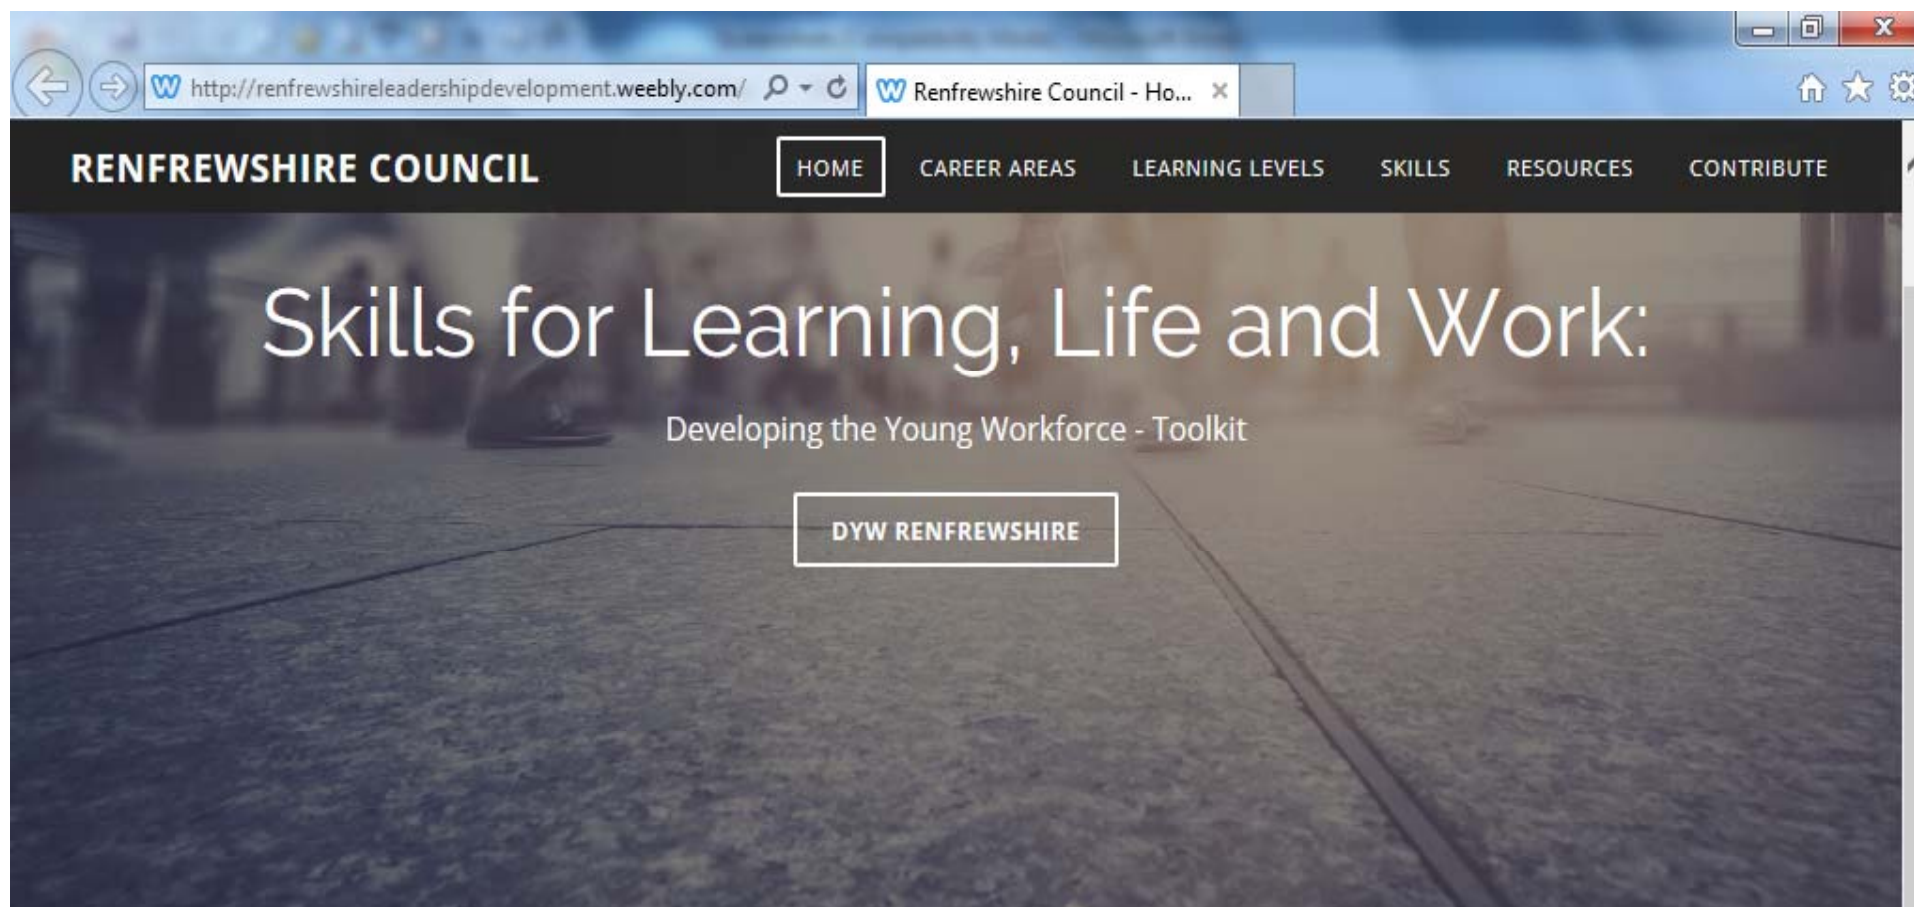 http://renfrewshireleadershipdevelopment.weebly.com/
Renfrewshire Council - Ho...
RENFREWSHIRE COUNCIL
HOME
CAREER AREAS
LEARNING LEVELS
SKILLS
RESOURCES
CONTRIBUTE
Skills for Learning, Life and Work:
Developing the Young Workforce - Toolkit
DYW RENFREWSHIRE